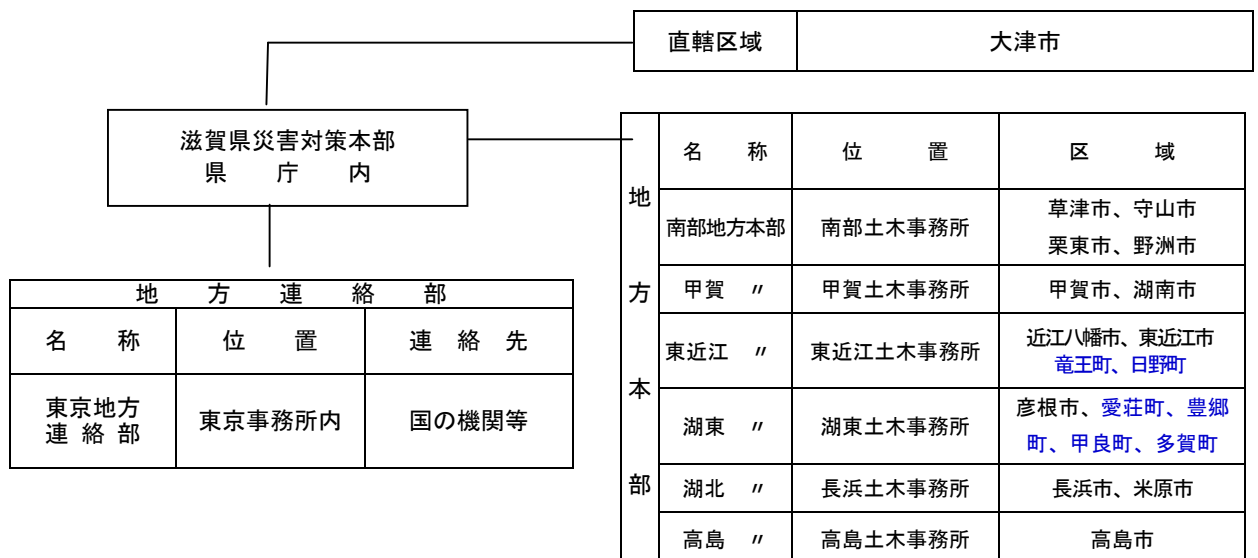 直轄区域 大津市
滋賀県災害対策本部
県 庁 内
地 方 連 絡 部
名 称 位 置 連 絡 先
東京地方
連 絡 部
東京事務所内 国の機関等
地方本部
名 称 位 置 区 域
南部地方本部 南部土木事務所
草津市、守山市
栗東市、野洲市
甲賀 〃 甲賀土木事務所 甲賀市、湖南市
東近江 〃 東近江土木事務所
近江八幡市、東近江市
竜王町、日野町
湖東 〃 湖東土木事務所
彦根市、愛荘町、豊郷
町、甲良町、多賀町
湖北 〃 長浜土木事務所 長浜市、米原市
高島 〃 高島土木事務所 高島市